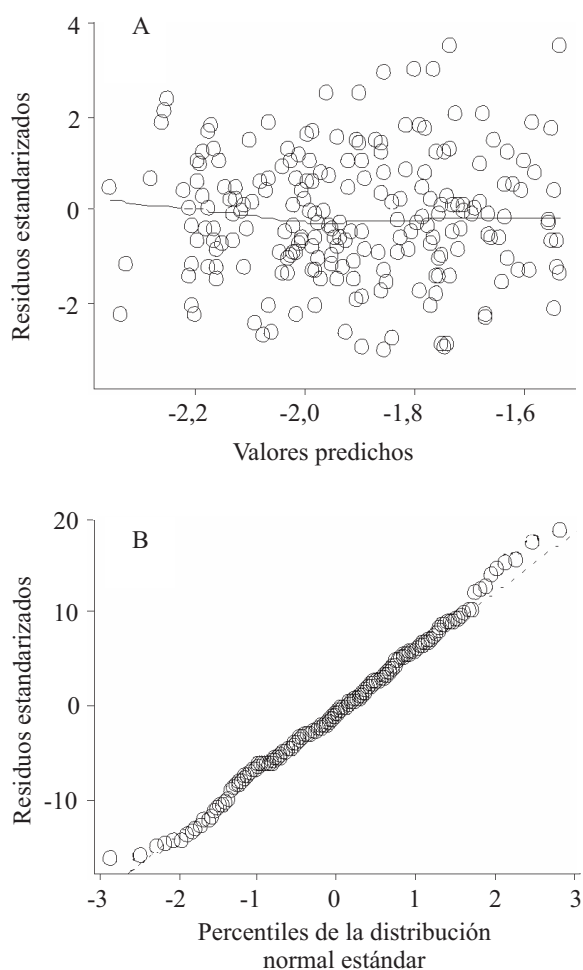 A
4
2
0
-2
Residuos estandarizados
-2,2 -2,0 -1,8 -1,6
Valores predichos
B
20
10
0
-10
Residuos estandarizados
-3 -2 -1 0 1 2 3
Percentiles de la distribución
normal estándar